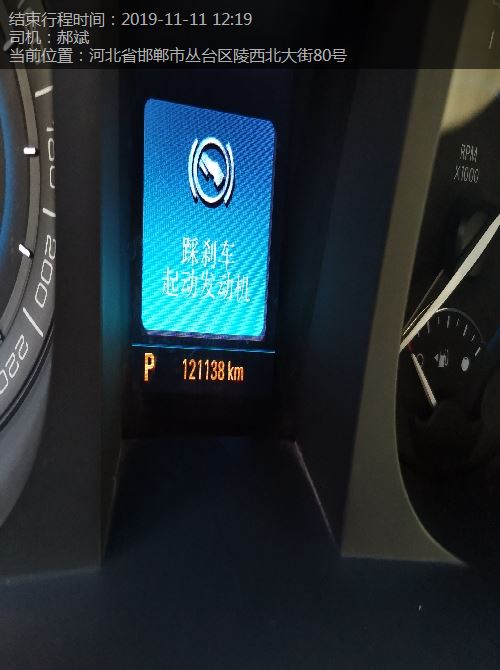 结束行程时间：2019-11-11 12:19
司机：郝斌
当前位置：河北省邯郸市丛台区陵西北大街80号
RPM
X1000
踩刹车
起动发动机
200
220
P 121138 km